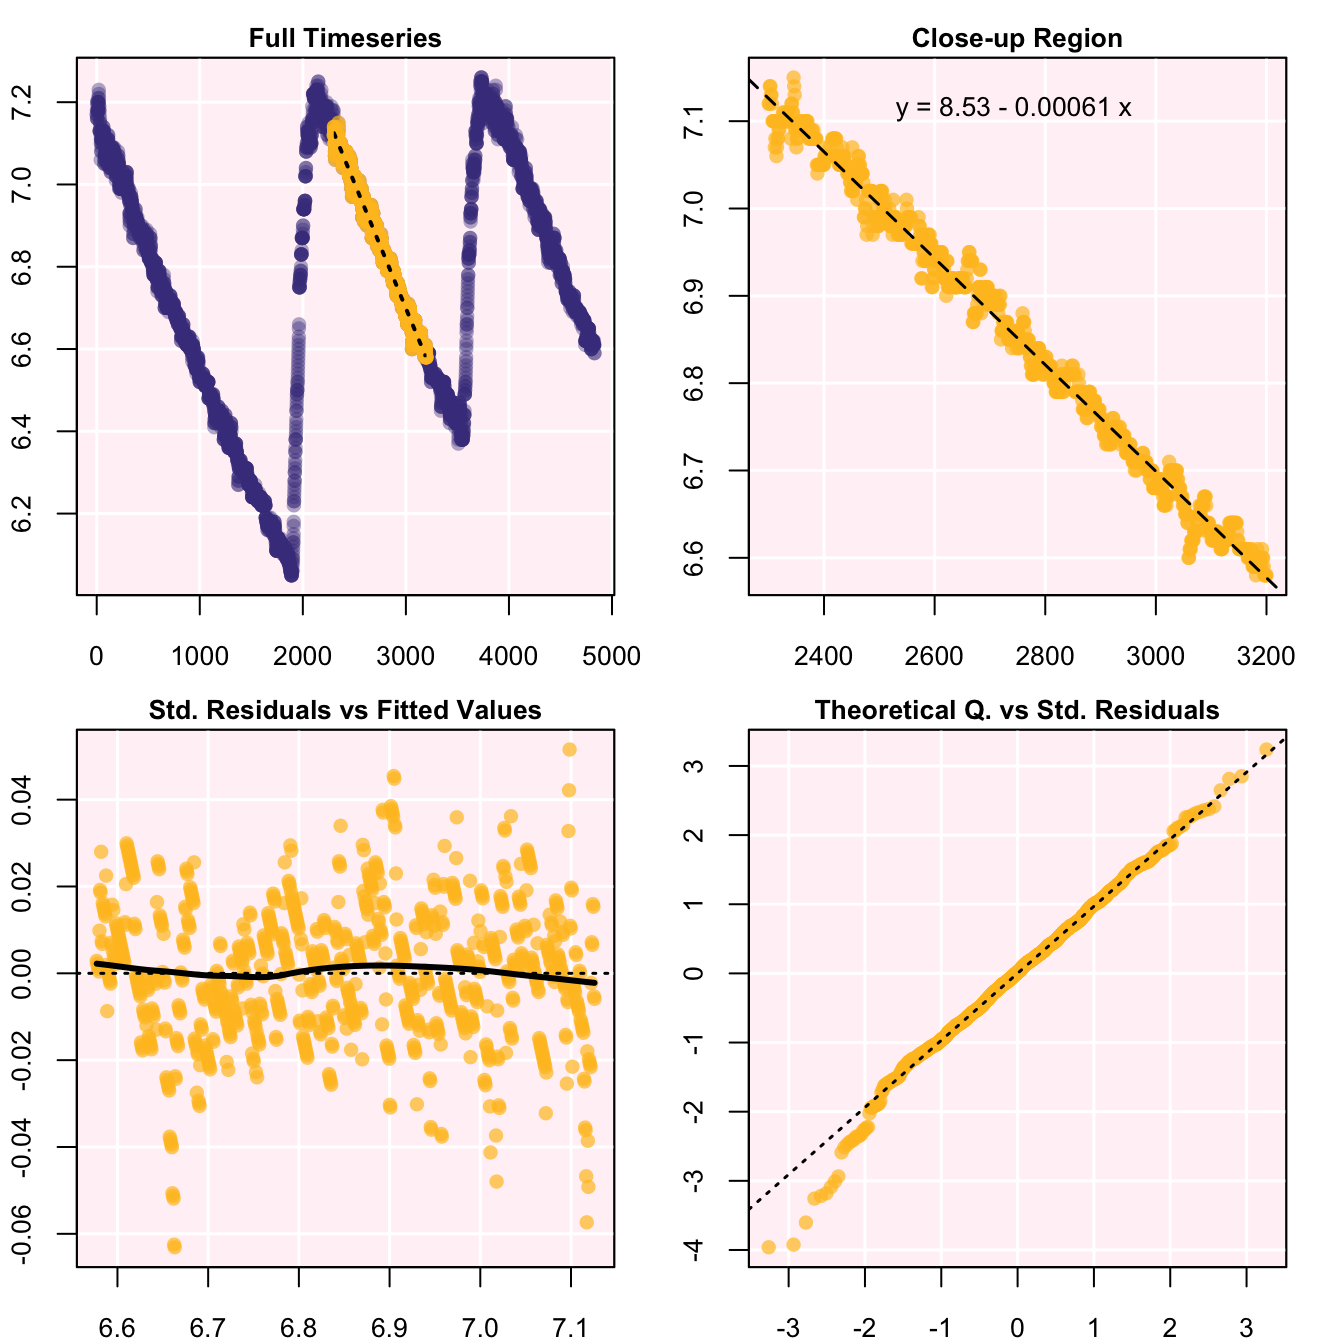 Full Timeseries
7.2
7.0
6.8
6.6
6.4
6.2
0 1000 2000 3000 4000 5000
Close-up Region
y = 8.53 - 0.00061 x
7.1
7.0
6.9
6.8
6.7
6.6
2400 2600 2800 3000 3200
Std. Residuals vs Fitted Values
0.04
0.02
0.00
-0.02
-0.04
-0.06
6.6 6.7 6.8 6.9 7.0 7.1
Theoretical Q. vs Std. Residuals
3
2
1
0
-1
-2
-3
-4
-3 -2 -1 0 1 2 3